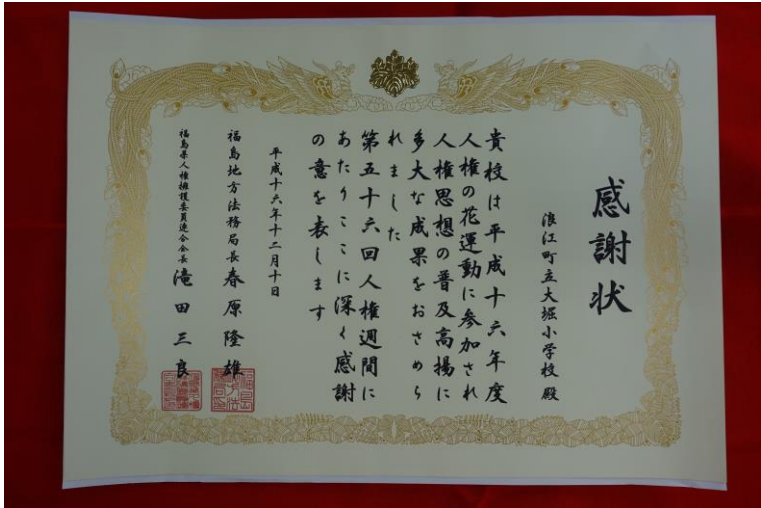 感謝状
浪江町立大堀小学校殿
貴校は平成十六年度
人権の花運動に参加され
人権思想の普及高揚に
多大な成果をおさめら
れました
第五十六回人権週間に
あたりここに深く感謝
の意を表します
平成十六年十二月十日
福島地方法務局長 春原隆雄
福島県人権擁護委員連合会長 滝田三良